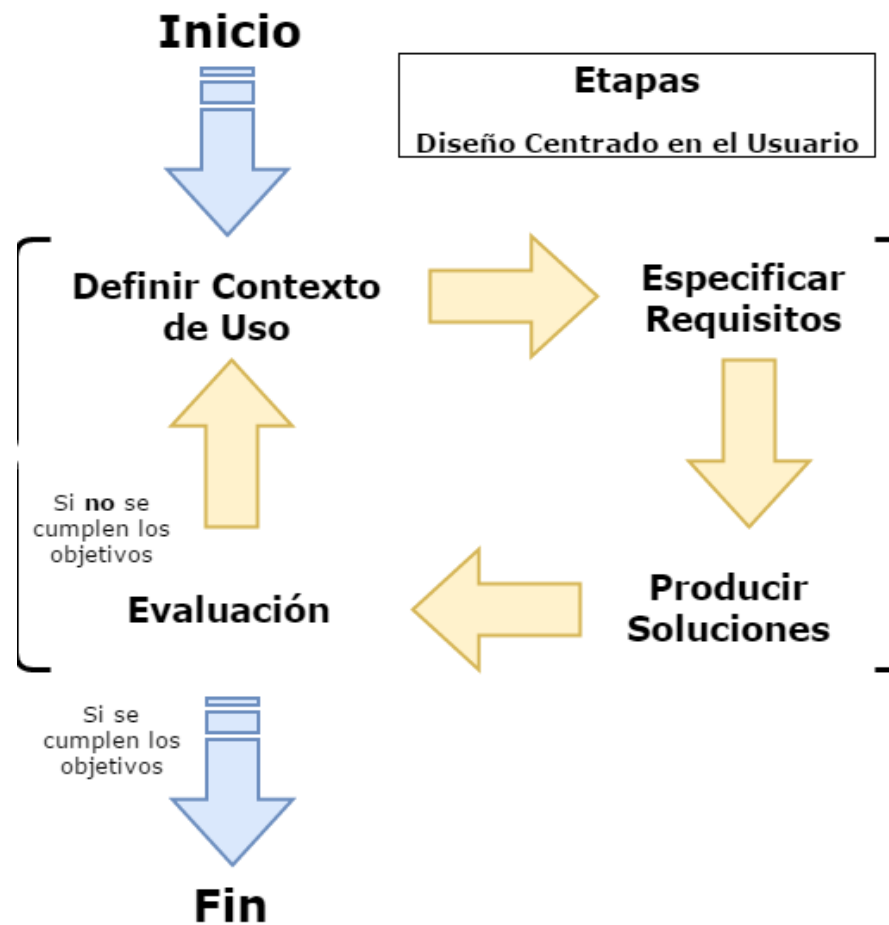 Inicio
Etapas
Diseño Centrado en el Usuario
Definir Contexto
de Uso
Especificar
Requisitos
Si no se
cumplen los
objetivos
Evaluación
Producir
Soluciones
Si se
cumplen los
objetivos
Fin